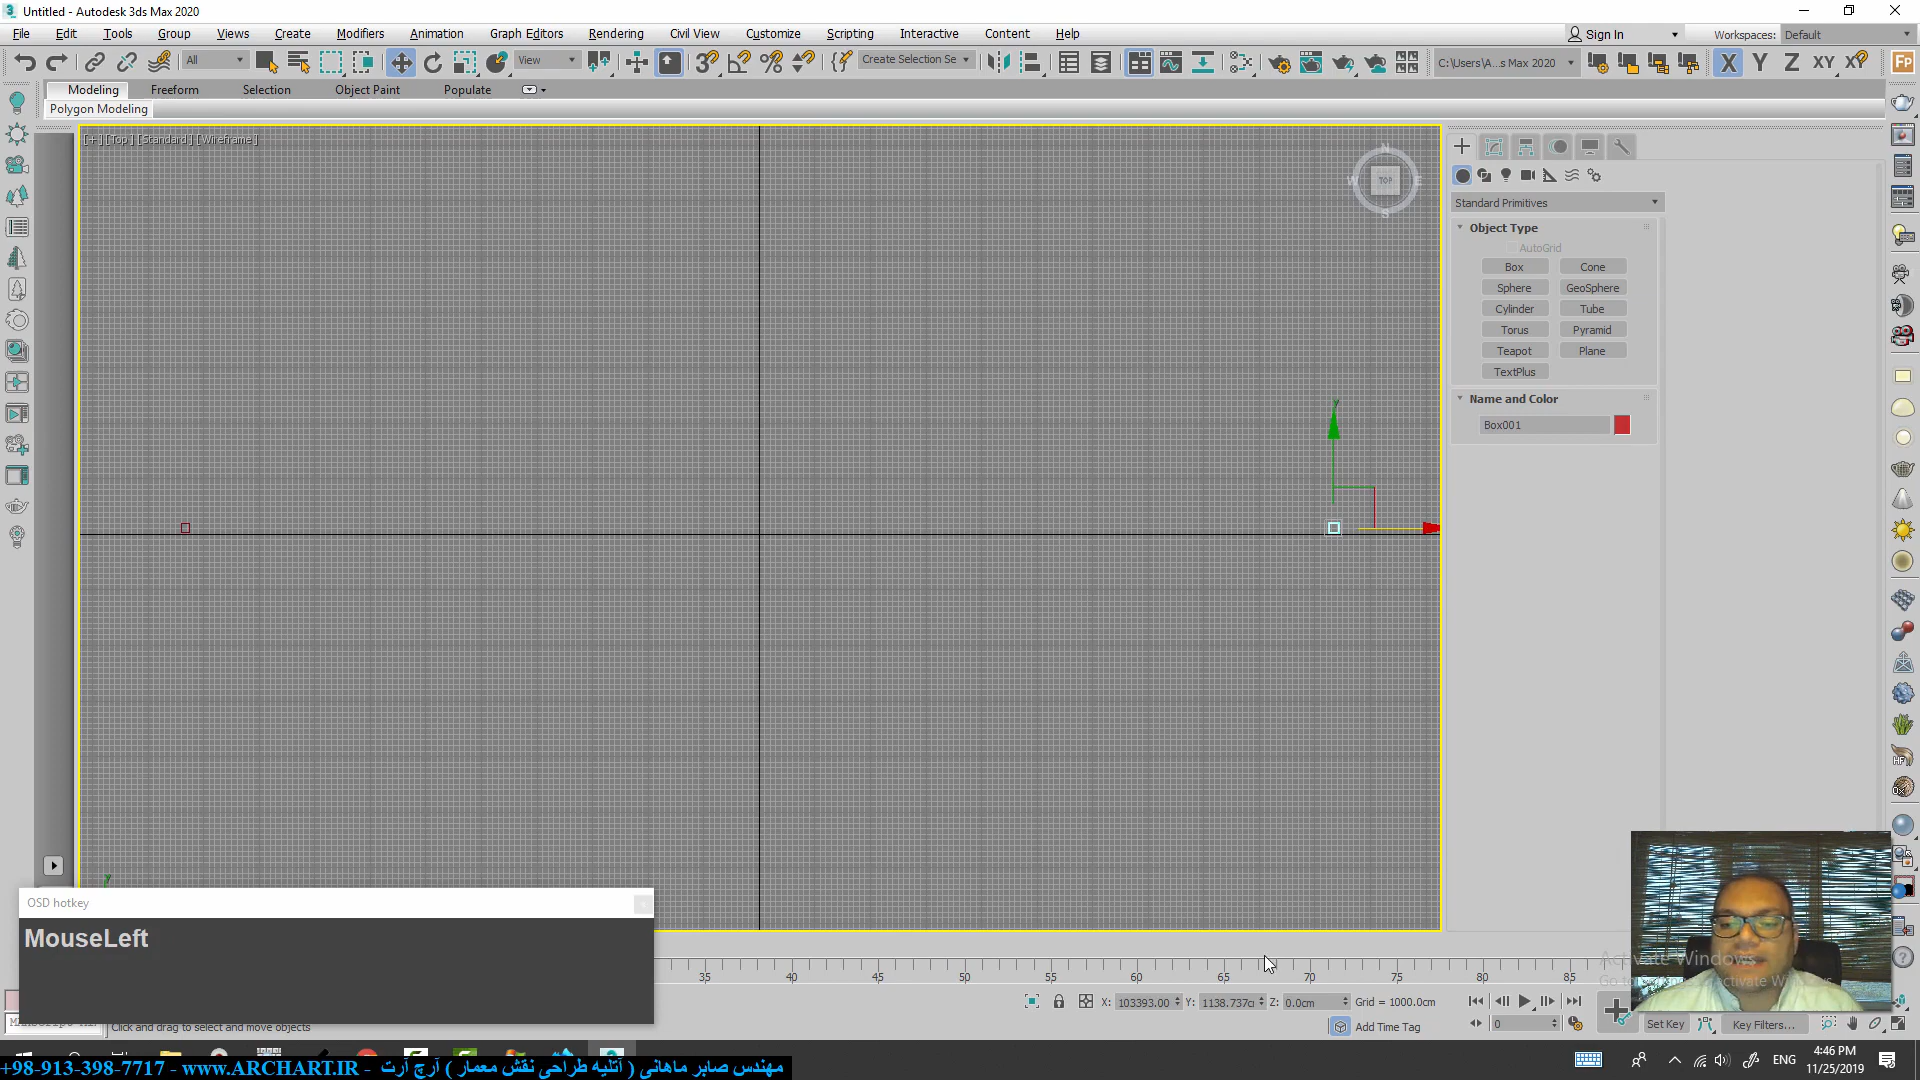 Untitled - Autodesk 3ds Max 2020
File Edit Tools Group Views Create Modifiers Animation Graph Editors Rendering Civil View Customize Scripting Interactive Content Help
Sign In
Workspaces: Default
All
View
Create Selection Se
C:\Users\A...s Max 2020
X Y Z XY XY
Modeling Freeform Selection Object Paint Populate
Polygon Modeling
[+] [Top] [Standard] [Wireframe]
N
W TOP E
S
Standard Primitives
Object Type
AutoGrid
Box Cone
Sphere GeoSphere
Cylinder Tube
Torus Pyramid
Teapot Plane
TextPlus
Name and Color
Box001
y
y
OSD hotkey
MouseLeft
35 40 45 50 55 60 65 70 75 80 85
X: 103393.00 Y: 1138.737c Z: 0.0cm Grid = 1000.0cm
Click and drag to select and move objects
Add Time Tag
0
Set Key Key Filters...
Activate Windows
+98-913-398-7717 - www.ARCHART.IR - مهندس صابر ماهانی ( آتلیه طراحی نقش معمار ) آرچ آرت
ENG
4:46 PM
11/25/2019